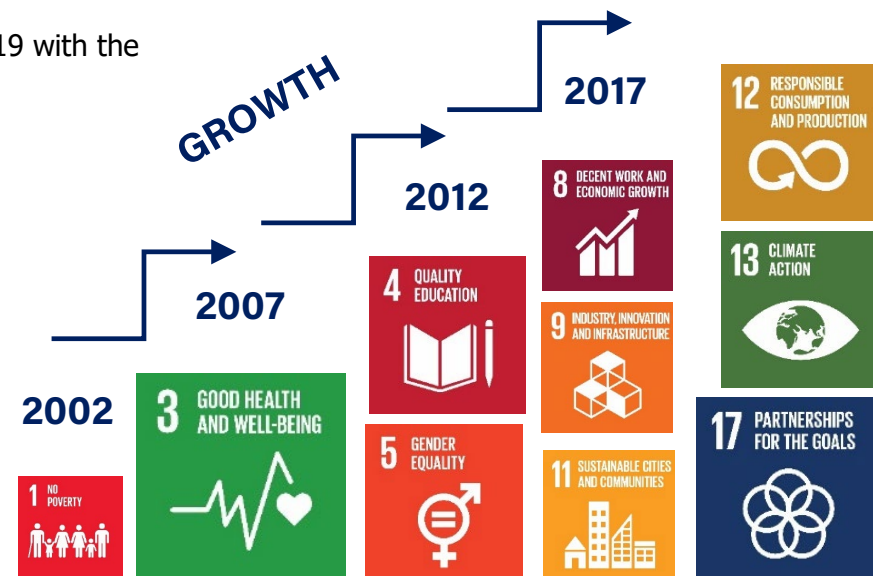 19 with the
GROWTH
2017
2012
2007
2002
1 NO
POVERTY
3 GOOD HEALTH
AND WELL-BEING
4 QUALITY
EDUCATION
5 GENDER
EQUALITY
8 DECENT WORK AND
ECONOMIC GROWTH
9 INDUSTRY, INNOVATION
AND INFRASTRUCTURE
11 SUSTAINABLE CITIES
AND COMMUNITIES
12 RESPONSIBLE
CONSUMPTION
AND PRODUCTION
13 CLIMATE
ACTION
17 PARTNERSHIPS
FOR THE GOALS